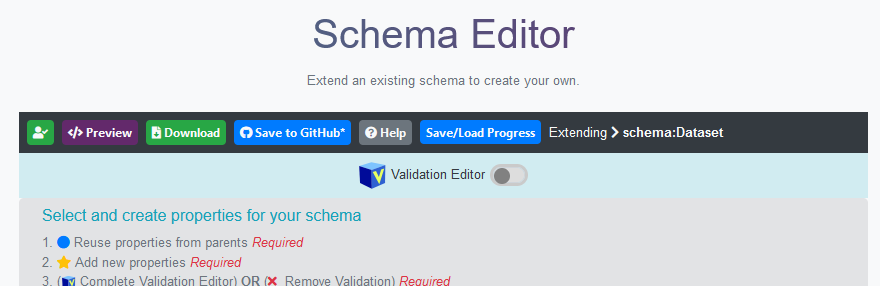 Schema Editor
Extend an existing schema to create your own.
Preview Download Save to GitHub* Help Save/Load Progress Extending schema:Dataset
Validation Editor
Select and create properties for your schema
1. Reuse properties from parents Required
2. Add new properties Required
3. ( Complete Validation Editor) OR ( Remove Validation) Required